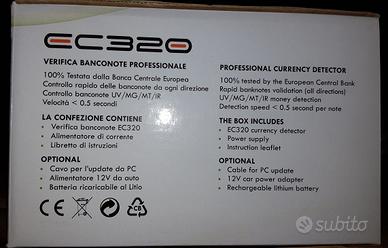 EC320
VERIFICA BANCONOTE PROFESSIONALE
100% Testata dalla Banca Centrale Europea
Controllo rapido delle banconote da ogni direzione
Controllo banconote UV/MG/MT/IR
Velocità < 0.5 secondi
LA CONFEZIONE CONTIENE
• Verifica banconote EC320
• Alimentatore di corrente
• Libretto di istruzioni
OPTIONAL
• Cavo per l'update da PC
• Alimentatore 12V da auto
• Batteria ricaricabile al Litio
PROFESSIONAL CURRENCY DETECTOR
100% tested by the European Central Bank
Rapid banknotes validation (all directions)
UV/MG/MT/IR money detection
Detection speed < 0.5 seconds per note
THE BOX INCLUDES
• EC320 currency detector
• Power supply
• Instruction leaflet
OPTIONAL
• Cable for PC update
• 12V car power adapter
• Rechargeable lithium battery
CE
CB
subito